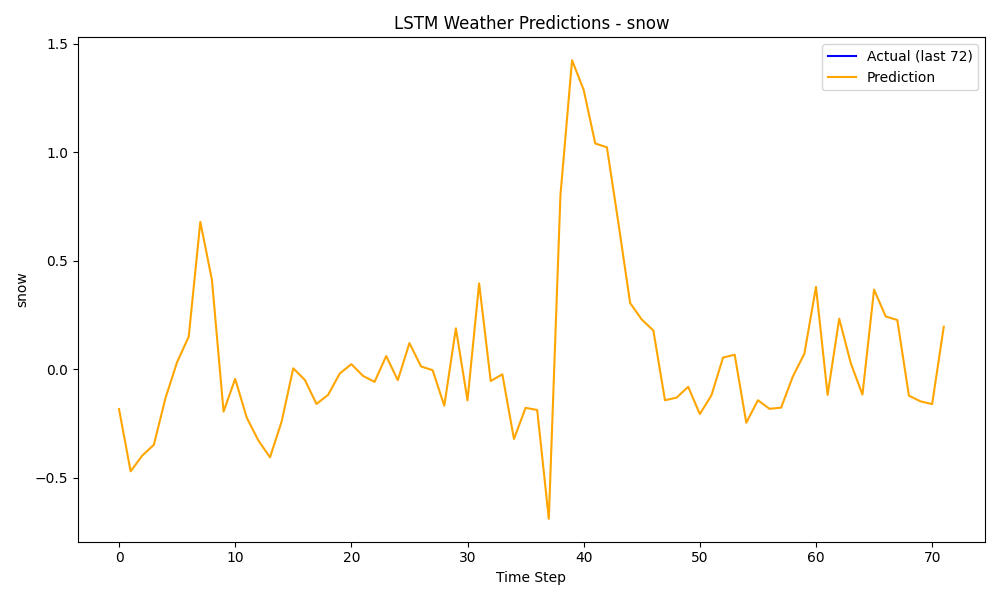 LSTM Weather Predictions - snow
Actual (last 72)
Prediction
1.5
1.0
0.5
0.0
−0.5
snow
0 10 20 30 40 50 60 70
Time Step